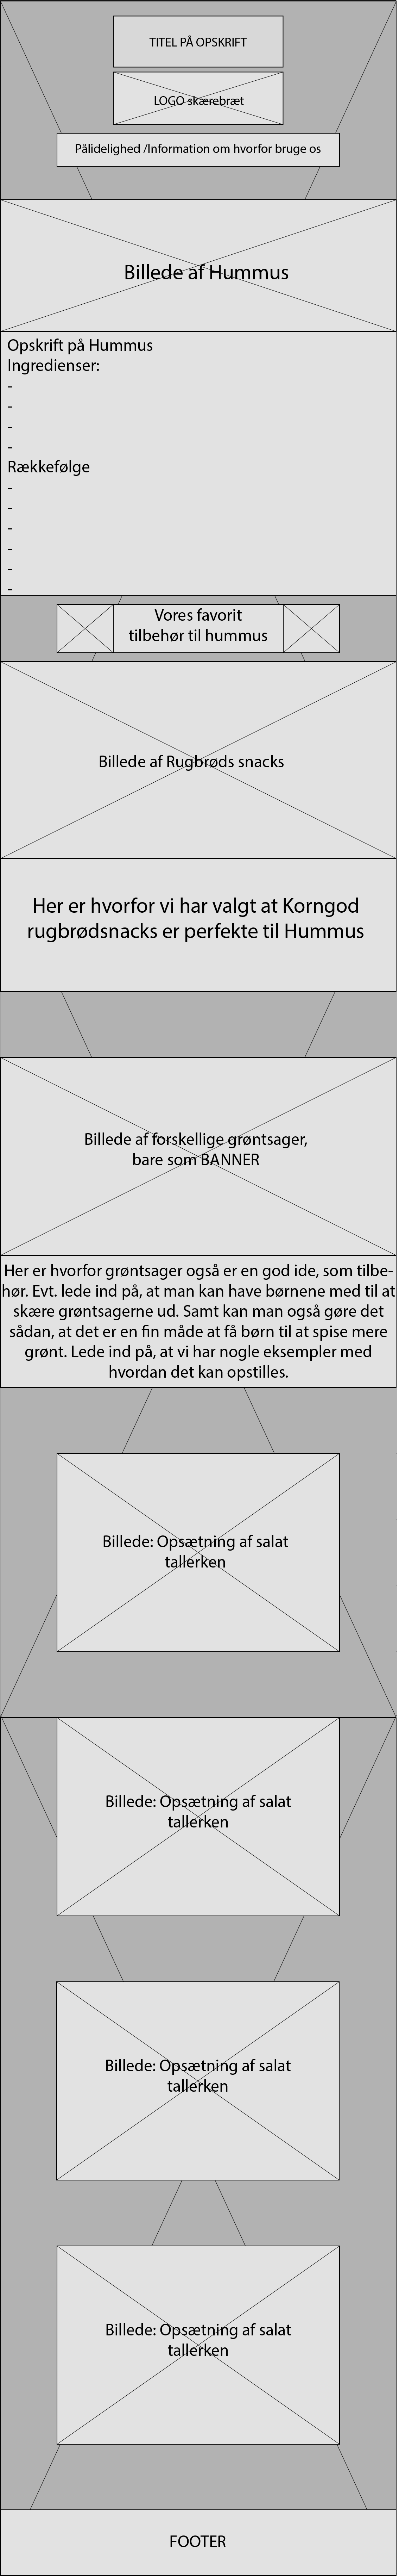 TITEL PÅ OPSKRIFT
LOGO skærebræt
Pålidelighed /Information om hvorfor bruge os
Billede af Hummus
Opskrift på Hummus
Ingredienser:
-
-
-
-
Rækkefølge
-
-
-
-
-
-
Vores favorit
tilbehør til hummus
Billede af Rugbrøds snacks
Her er hvorfor vi har valgt at Korngod
rugbrødsnacks er perfekte til Hummus
Billede af forskellige grøntsager,
bare som BANNER
Her er hvorfor grøntsager også er en god ide, som tilbe-
hør. Evt. lede ind på, at man kan have børnene med til at
skære grøntsagerne ud. Samt kan man også gøre det
sådan, at det er en fin måde at få børn til at spise mere
grønt. Lede ind på, at vi har nogle eksempler med
hvordan det kan opstilles.
Billede: Opsætning af salat
tallerken
Billede: Opsætning af salat
tallerken
Billede: Opsætning af salat
tallerken
Billede: Opsætning af salat
tallerken
FOOTER